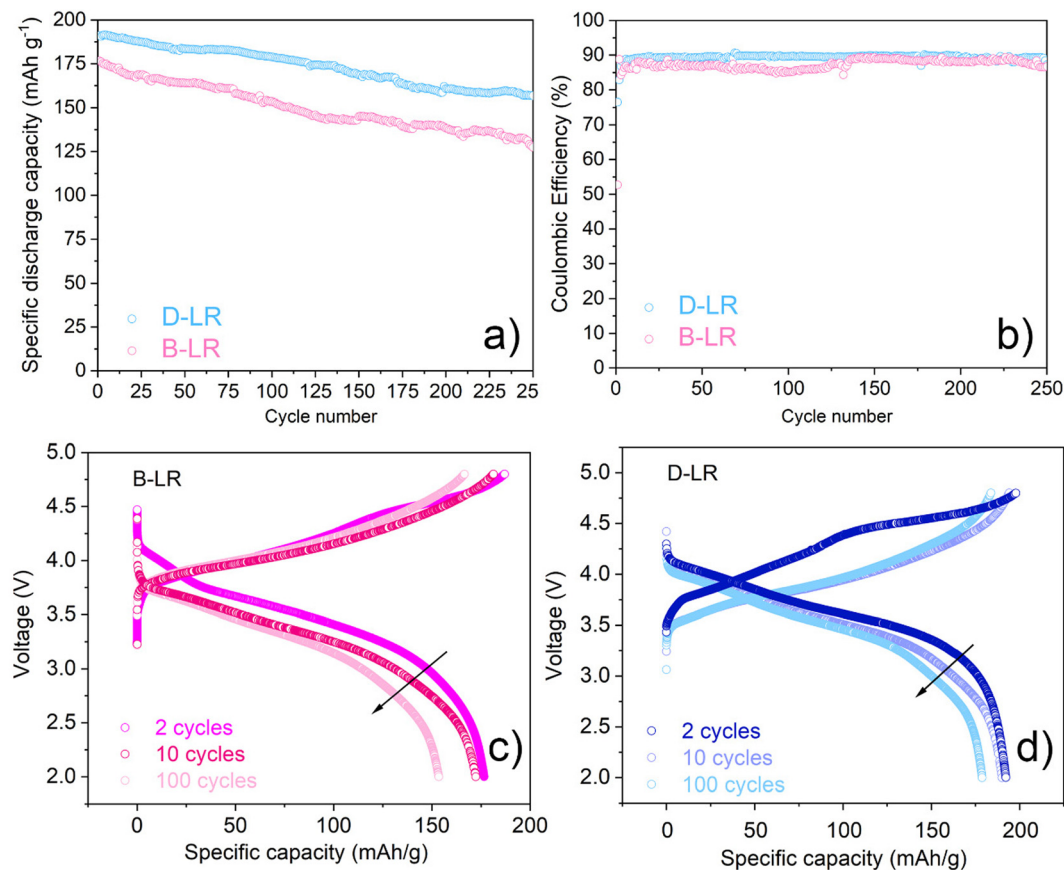 200
175
150
125
100
75
50
25
0
Specific discharge capacity (mAh g⁻¹)
D-LR
B-LR
a)
0 25 50 75 100 125 150 175 200 225 250
Cycle number
100
90
80
70
60
50
40
30
20
10
0
Coulombic Efficiency (%)
D-LR
B-LR
b)
0 50 100 150 200 250
Cycle number
5.0
4.5
4.0
3.5
3.0
2.5
2.0
Voltage (V)
B-LR
2 cycles
10 cycles
100 cycles
c)
0 50 100 150 200
Specific capacity (mAh/g)
5.0
4.5
4.0
3.5
3.0
2.5
2.0
Voltage (V)
D-LR
2 cycles
10 cycles
100 cycles
d)
0 50 100 150 200
Specific capacity (mAh/g)